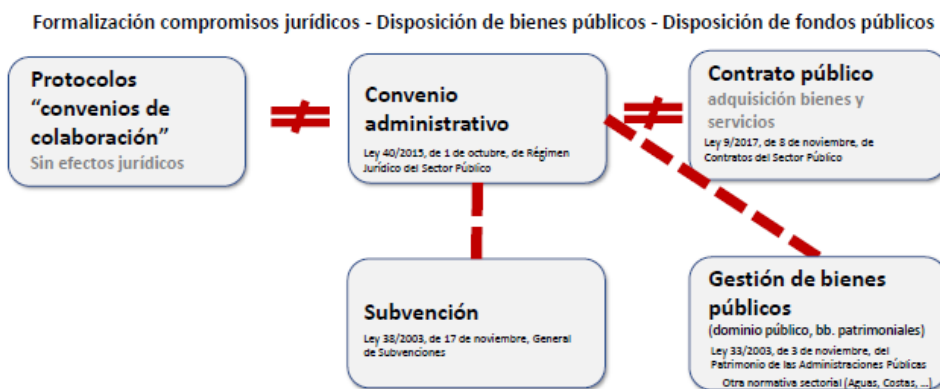 Formalización compromisos jurídicos - Disposición de bienes públicos - Disposición de fondos públicos
Protocolos
“convenios de
colaboración”
Sin efectos jurídicos
Convenio
administrativo
Ley 40/2015, de 1 de octubre, de Régimen
Jurídico del Sector Público
Contrato público
adquisición bienes y
servicios
Ley 9/2017, de 8 de noviembre, de
Contratos del Sector Público
Subvención
Ley 38/2003, de 17 de noviembre, General
de Subvenciones
Gestión de bienes
públicos
(dominio público, bb. patrimoniales)
Ley 33/2003, de 3 de noviembre, del
Patrimonio de las Administraciones Públicas
Otra normativa sectorial (Aguas, Costas, ...)